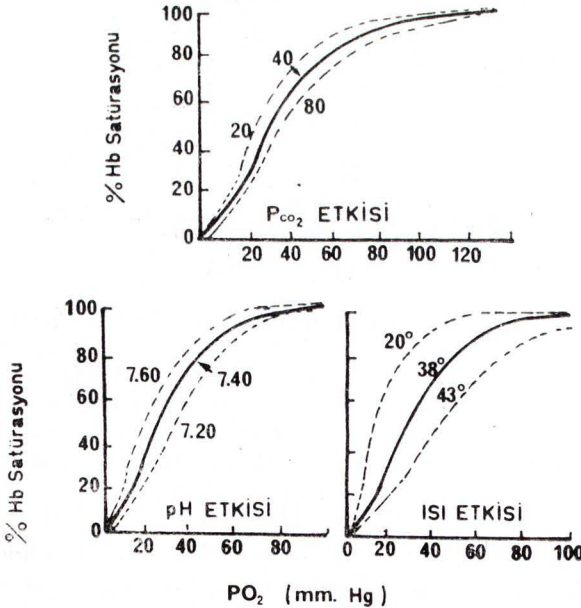 % Hb Satürasyonu
100
80
60
40
20
0
40
80
20
Pco₂ ETKİSİ
20 40 60 80 100 120
% Hb Satürasyonu
100
80
60
40
20
0
7.60
7.40
7.20
pH ETKİSİ
20 40 60 80
20°
38°
43°
ISI ETKİSİ
0 20 40 60 80 100
PO₂ (mm. Hg)